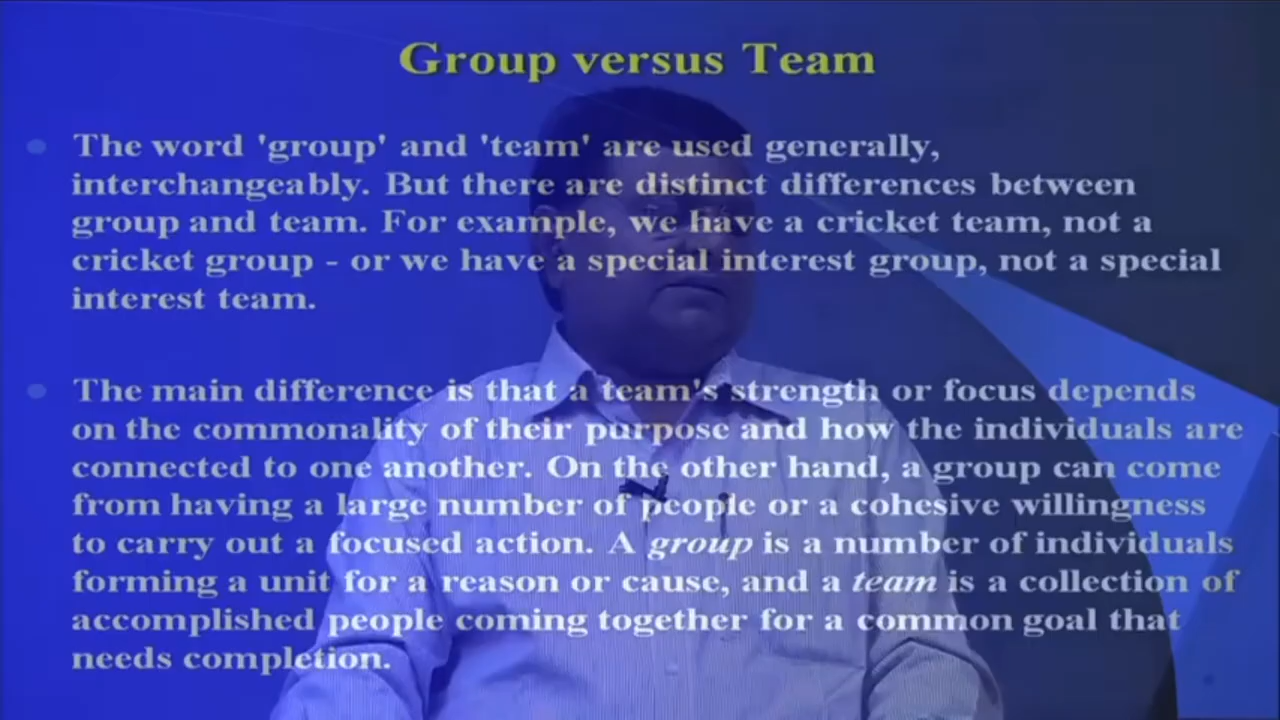 Group versus Team
The word 'group' and 'team' are used generally,
interchangeably. But there are distinct differences between
group and team. For example, we have a cricket team, not a
cricket group - or we have a special interest group, not a special
interest team.
The main difference is that a team's strength or focus depends
on the commonality of their purpose and how the individuals are
connected to one another. On the other hand, a group can come
from having a large number of people or a cohesive willingness
to carry out a focused action. A group is a number of individuals
forming a unit for a reason or cause, and a team is a collection of
accomplished people coming together for a common goal that
needs completion.